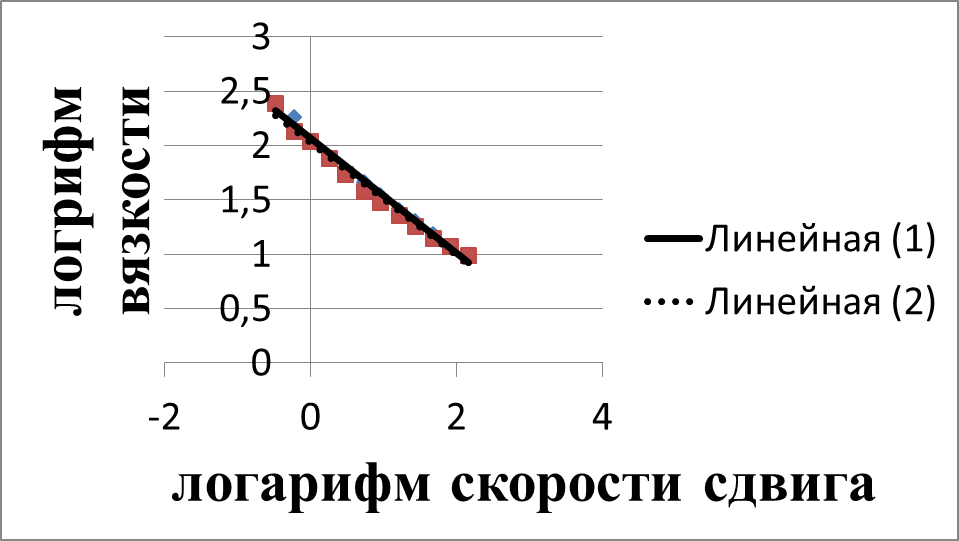 3
2,5
2
1,5
1
0,5
0
-2 0 2 4
логрифм
вязкости
логарифм скорости сдвига
Линейная (1)
Линейная (2)